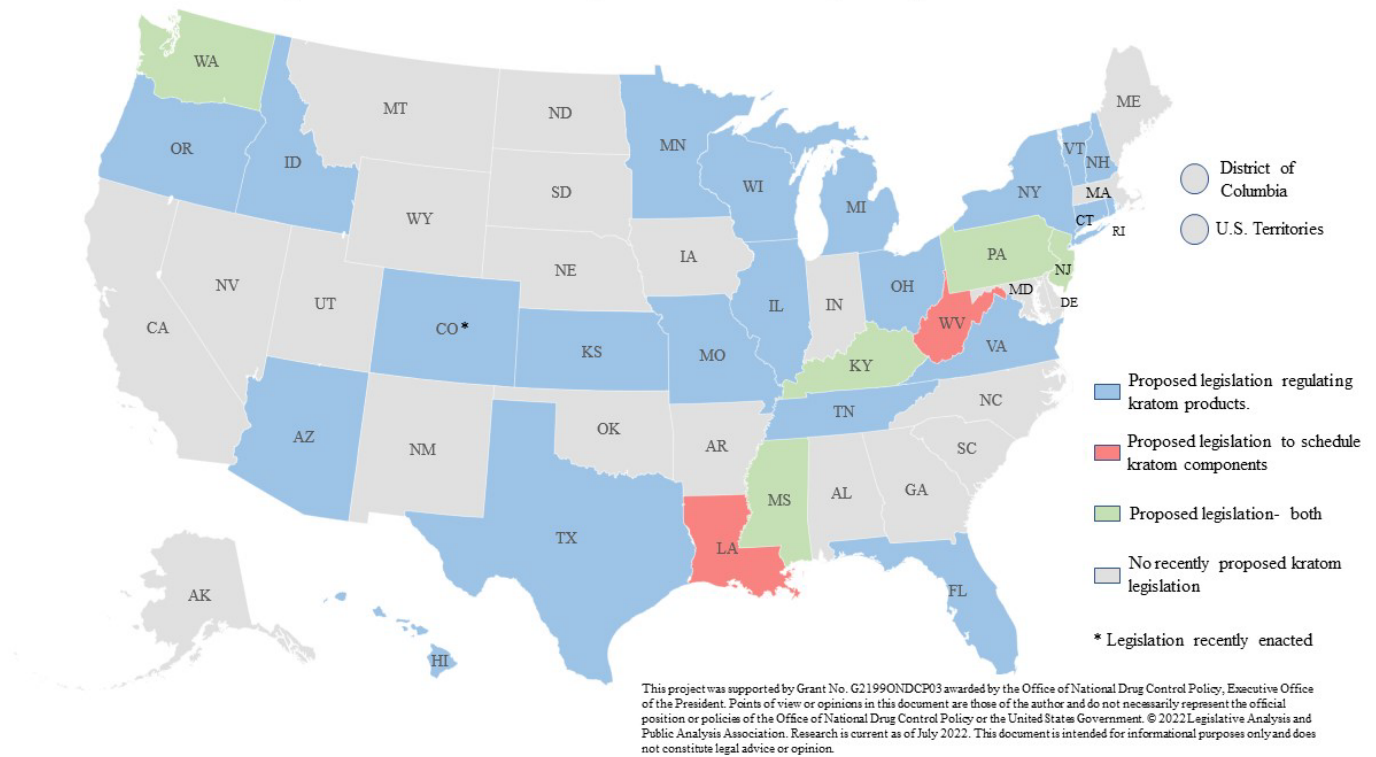 WA
MT
ND
MN
ME
OR
ID
SD
WI
VT
NH
MI
NY
MA
WY
CT
RI
IA
NE
PA
NJ
NV
UT
IL
IN
OH
MD
DE
CA
CO*
KS
MO
WV
VA
KY
TN
NC
AZ
NM
OK
AR
SC
MS
AL
GA
TX
LA
AK
FL
HI
District of
Columbia
U.S. Territories
Proposed legislation regulating
kratom products.
Proposed legislation to schedule
kratom components
Proposed legislation- both
No recently proposed kratom
legislation
* Legislation recently enacted
This project was supported by Grant No. G2199ONDCP03 awarded by the Office of National Drug Control Policy, Executive Office
of the President. Points of view or opinions in this document are those of the author and do not necessarily represent the official
position or policies of the Office of National Drug Control Policy or the United States Government. © 2022 Legislative Analysis and
Public Analysis Association. Research is current as of July 2022. This document is intended for informational purposes only and does
not constitute legal advice or opinion.